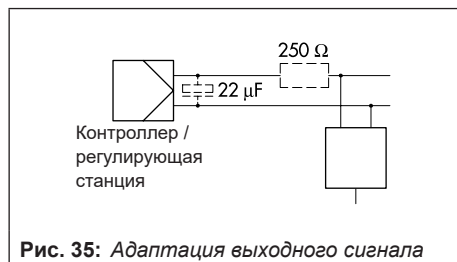 250 Ω
22 µF
Контроллер /
регулирующая
станция
Рис. 35: Адаптация выходного сигнала